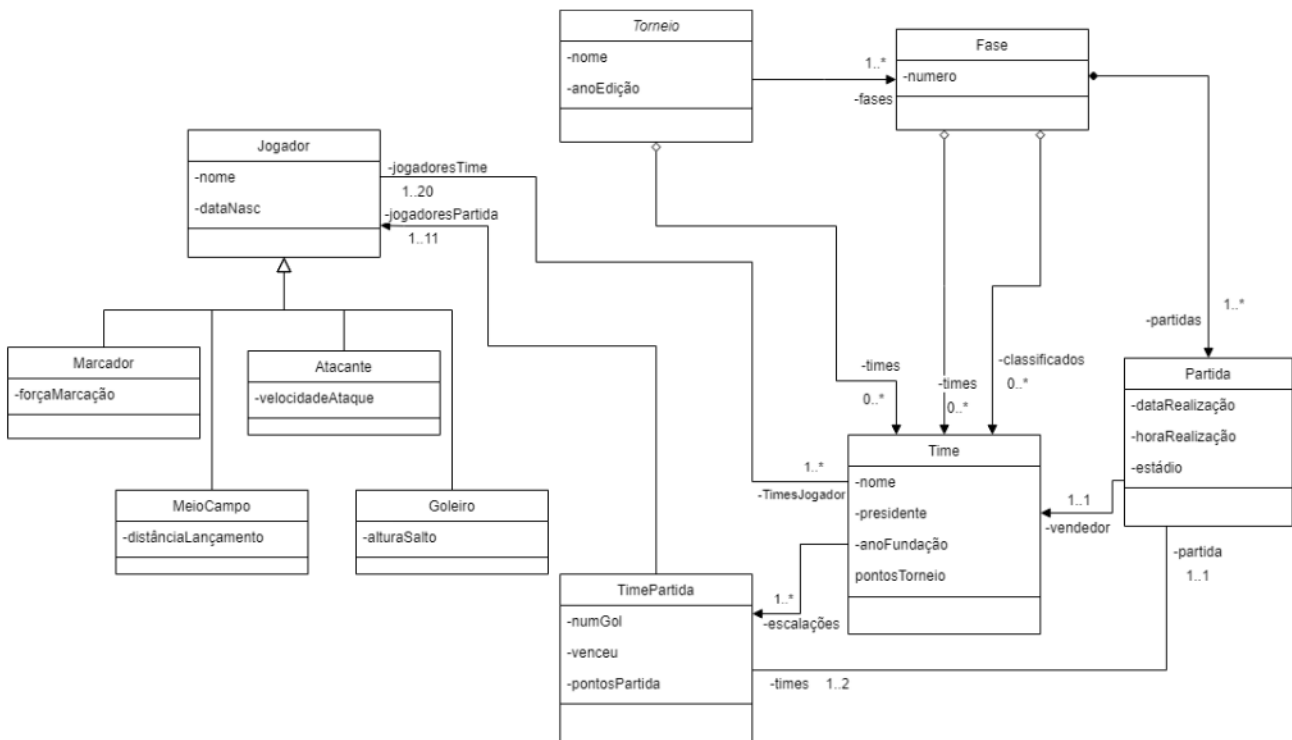 Torneio
-nome
-anoEdição
1..*
-fases
Fase
-numero
Jogador
-nome
-dataNasc
-jogadoresTime
1..20
-jogadoresPartida
1..11
Marcador
-forçaMarcação
Atacante
-velocidadeAtaque
MeioCampo
-distânciaLançamento
Goleiro
-alturaSalto
-times
0..*
-times
0..*
-classificados
0..*
1..*
-partidas
Partida
-dataRealização
-horaRealização
-estádio
Time
-nome
-presidente
-anoFundação
pontosTorneio
1..*
-TimesJogador
1..1
-vendedor
-partida
1..1
1..*
-escalações
TimePartida
-numGol
-venceu
-pontosPartida
-times 1..2